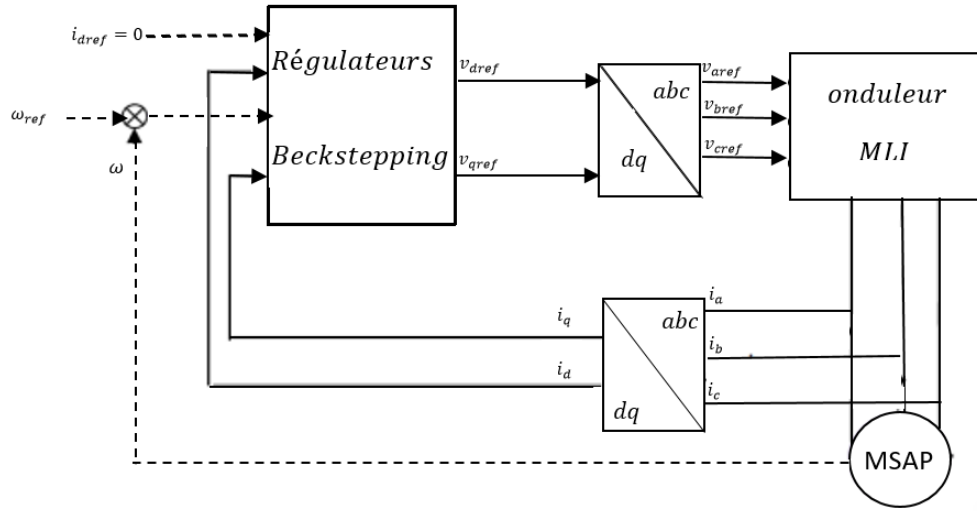 i_dref = 0
Régulateurs
v_dref
v_aref
abc
onduleur
ω_ref
v_bref
ω
Beckstepping
v_qref
dq
v_cref
MLI
i_q
i_a
abc
i_b
i_d
i_c
dq
MSAP